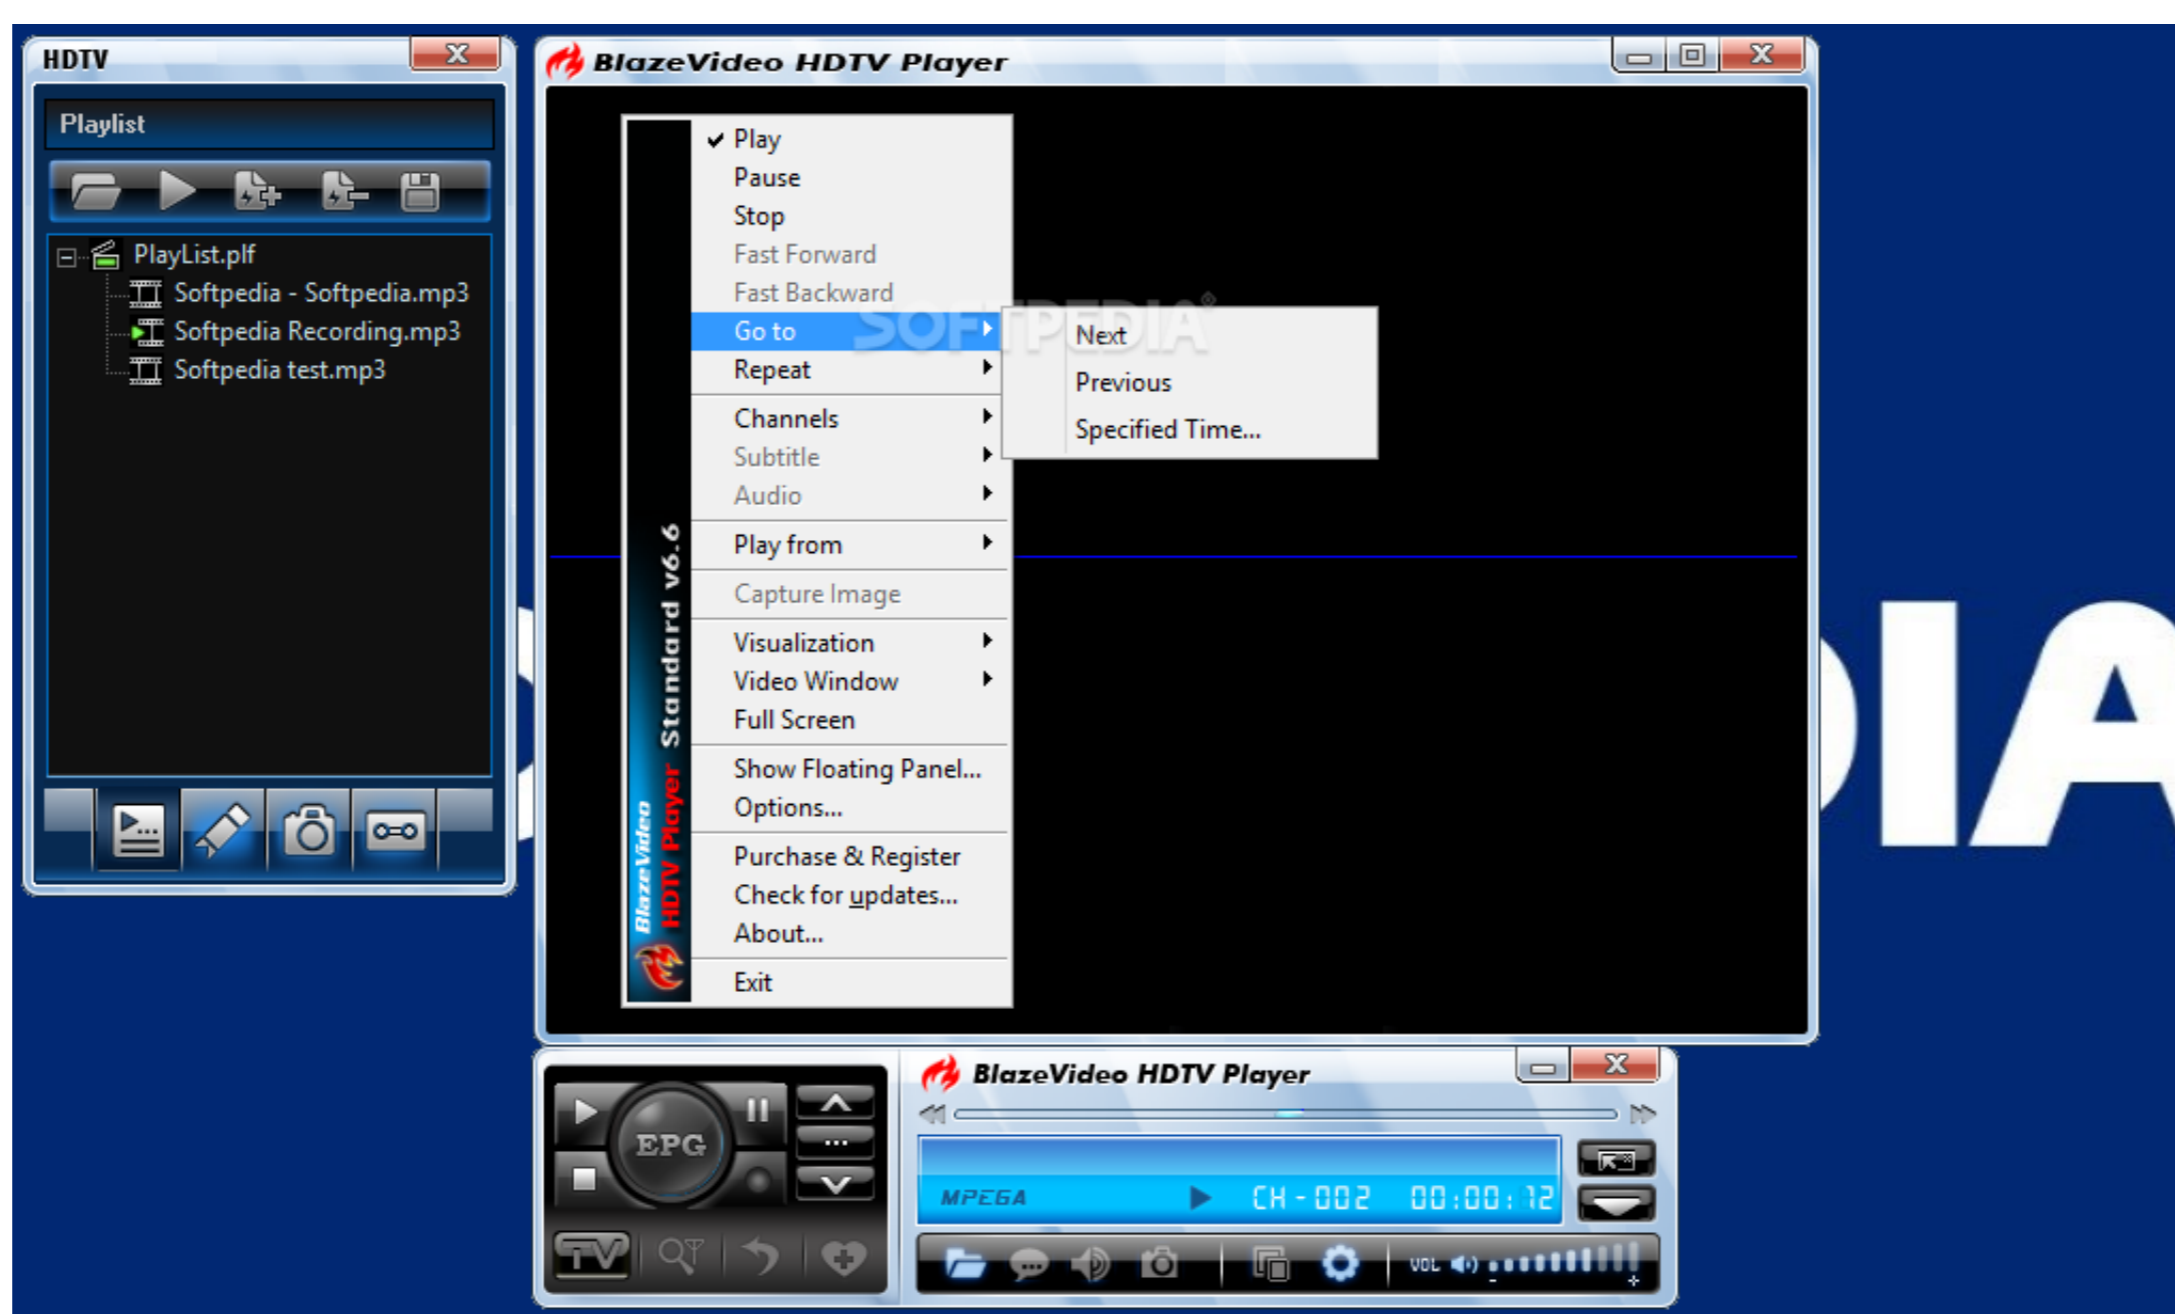 HDTV
Playlist
PlayList.plf
Softpedia - Softpedia.mp3
Softpedia Recording.mp3
Softpedia test.mp3
BlazeVideo HDTV Player
Play
Pause
Stop
Fast Forward
Fast Backward
Go to
Repeat
Channels
Subtitle
Audio
Play from
Capture Image
Visualization
Video Window
Full Screen
Show Floating Panel...
Options...
Purchase & Register
Check for updates...
About...
Exit
Next
Previous
Specified Time...
SOFTPEDIA®
BlazeVideo
HDTV Player Standard v6.6
DIA
BlazeVideo HDTV Player
EPG
...
TV
MPEGA CH-002 00:00:12
VOL